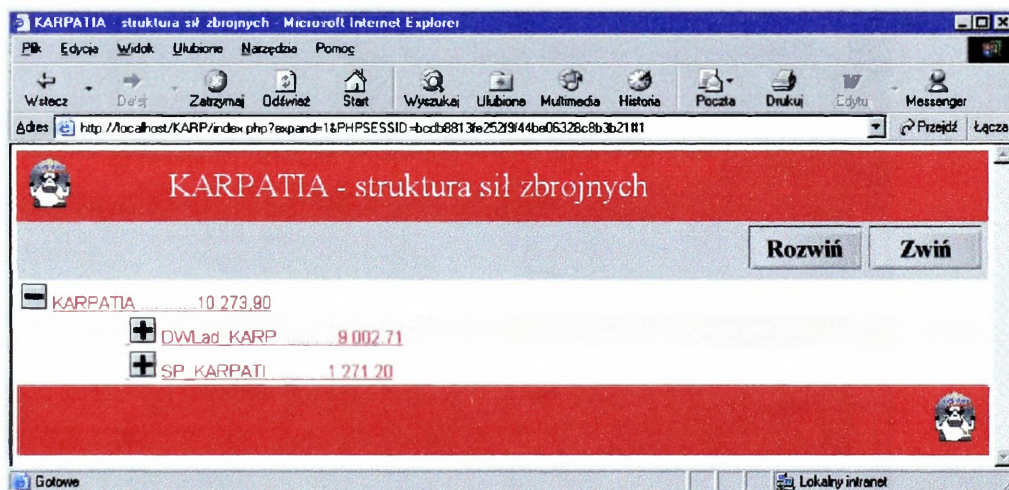 KARPATIA - struktura sił zbrojnych - Microsoft Internet Explorer
Plik Edycja Widok Ulubione Narzędzia Pomoc
Wstecz Dalej Zatrzymaj Odśwież Start Wyszukaj Ulubione Multimedia Historia Poczta Drukuj Edytuj Messenger
Adres http://localhost/KARP/index.php?expand=1&PHPSESSID=bcdb8813fe252f9f44be06328c8b3b21#1 Przejdź Łącza
KARPATIA - struktura sił zbrojnych
Rozwiń Zwiń
KARPATIA ............10 273.90
DWLad_KARP ............9 002.71
SP_KARPATI ............1 271.20
Gotowe Lokalny intranet